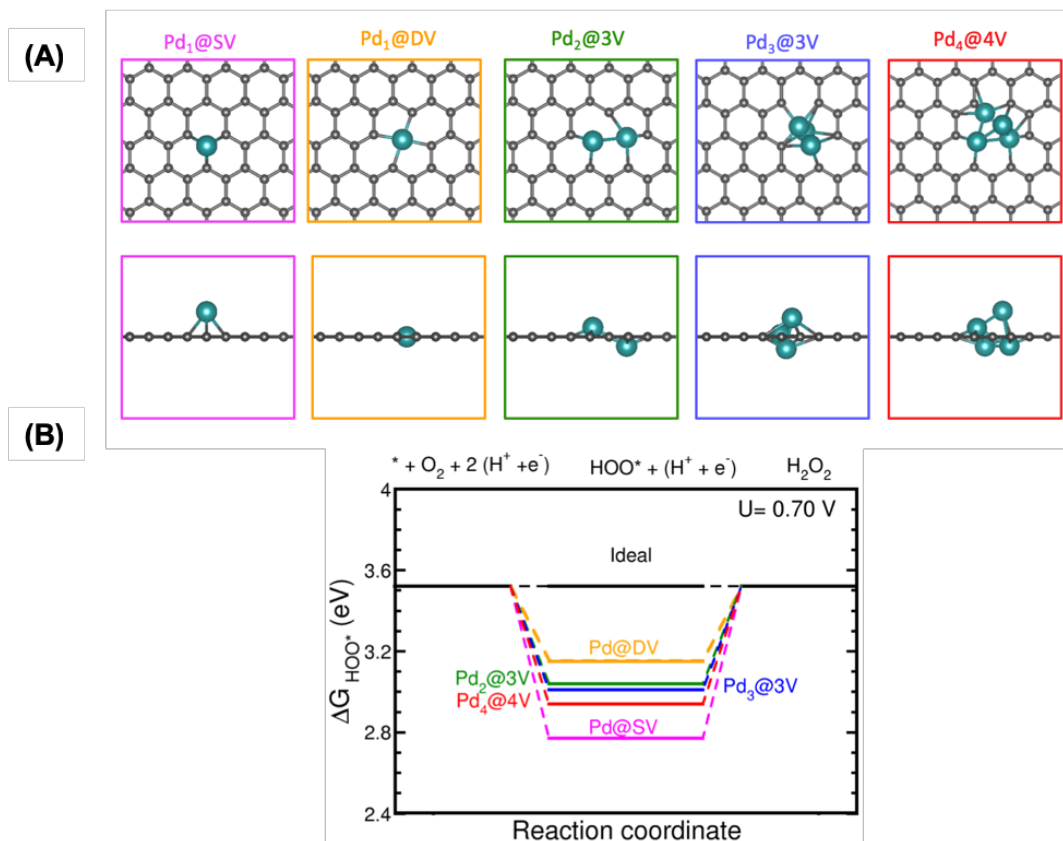 (A)
Pd₁@SV Pd₁@DV Pd₂@3V Pd₃@3V Pd₄@4V
(B)
* + O₂ + 2 (H⁺ +e⁻) HOO* + (H⁺ + e⁻) H₂O₂
4
U= 0.70 V
Ideal
3.6
ΔG_HOO* (eV)
Pd@DV
3.2
Pd₂@3V Pd₃@3V
Pd₄@4V
Pd@SV
2.8
2.4
Reaction coordinate